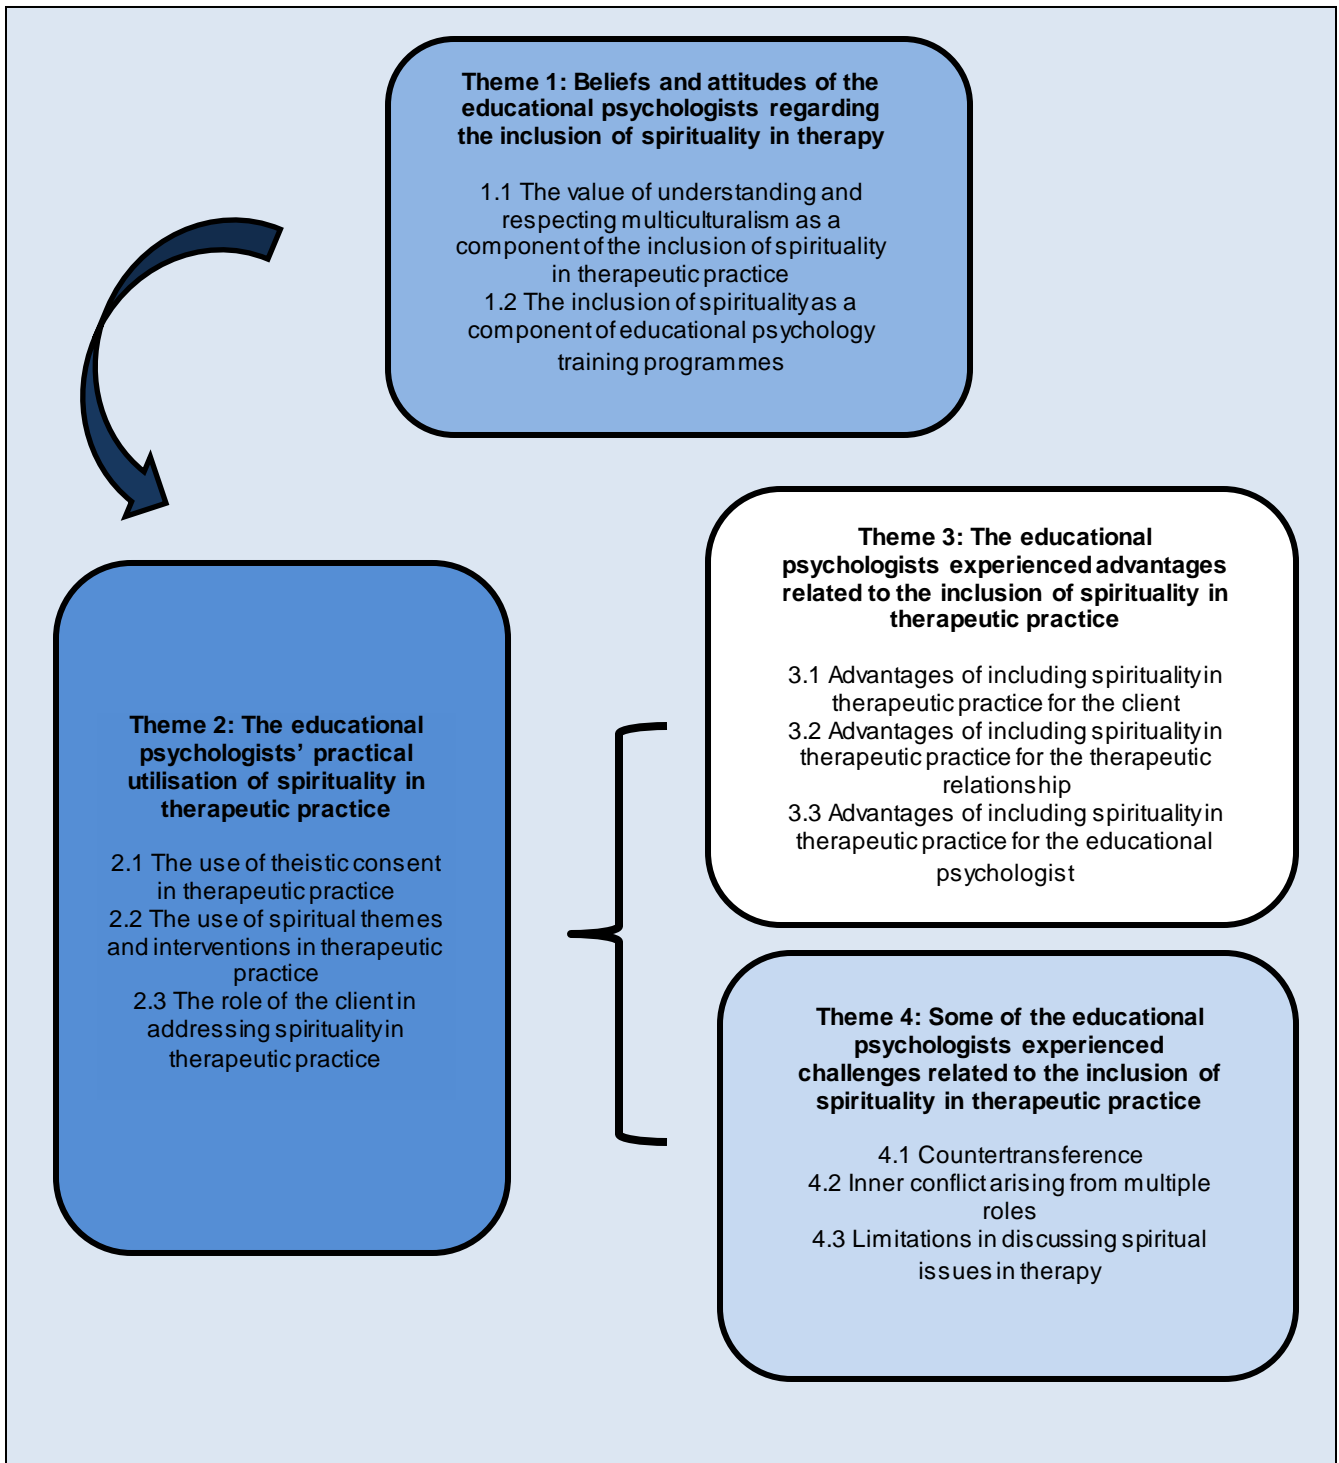 Theme 1: Beliefs and attitudes of the
educational psychologists regarding
the inclusion of spirituality in therapy
1.1 The value of understanding and
respecting multiculturalism as a
component of the inclusion of spirituality
in therapeutic practice
1.2 The inclusion of spirituality as a
component of educational psychology
training programmes
Theme 2: The educational
psychologists’ practical
utilisation of spirituality in
therapeutic practice
2.1 The use of theistic consent
in therapeutic practice
2.2 The use of spiritual themes
and interventions in therapeutic
practice
2.3 The role of the client in
addressing spirituality in
therapeutic practice
Theme 3: The educational
psychologists experienced advantages
related to the inclusion of spirituality in
therapeutic practice
3.1 Advantages of including spirituality in
therapeutic practice for the client
3.2 Advantages of including spirituality in
therapeutic practice for the therapeutic
relationship
3.3 Advantages of including spirituality in
therapeutic practice for the educational
psychologist
Theme 4: Some of the educational
psychologists experienced
challenges related to the inclusion of
spirituality in therapeutic practice
4.1 Countertransference
4.2 Inner conflict arising from multiple
roles
4.3 Limitations in discussing spiritual
issues in therapy